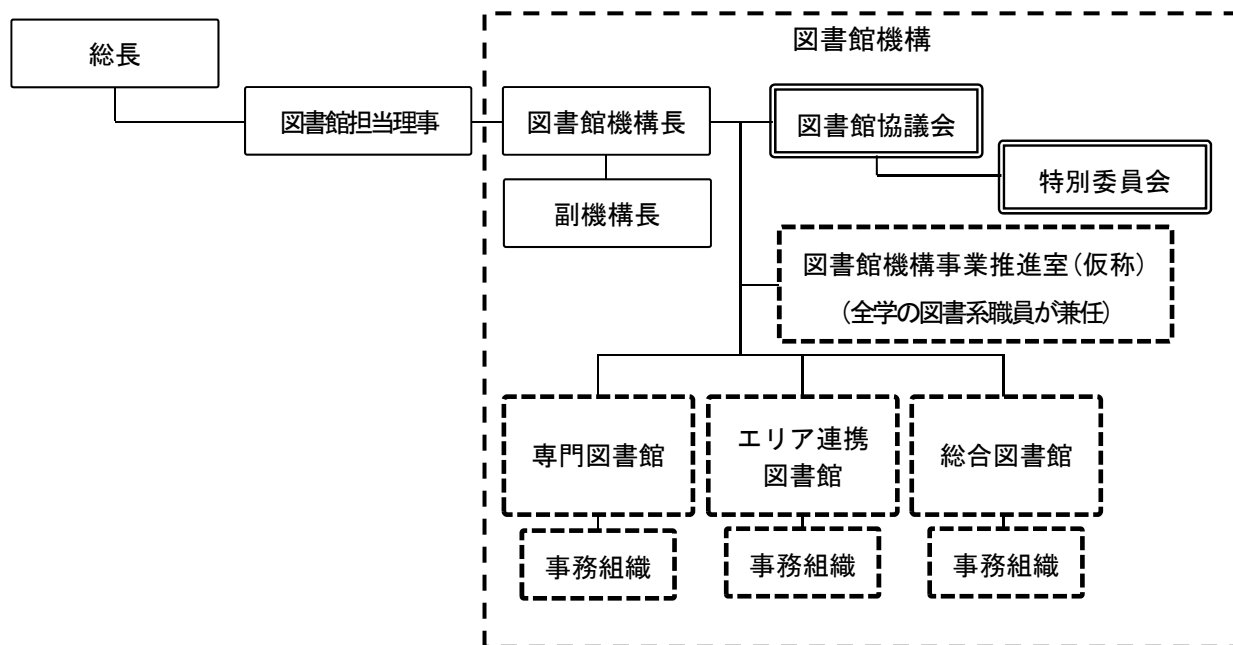 図書館機構
総長
図書館担当理事
図書館機構長
図書館協議会
特別委員会
副機構長
図書館機構事業推進室(仮称)
(全学の図書系職員が兼任)
専門図書館
エリア連携
図書館
総合図書館
事務組織
事務組織
事務組織